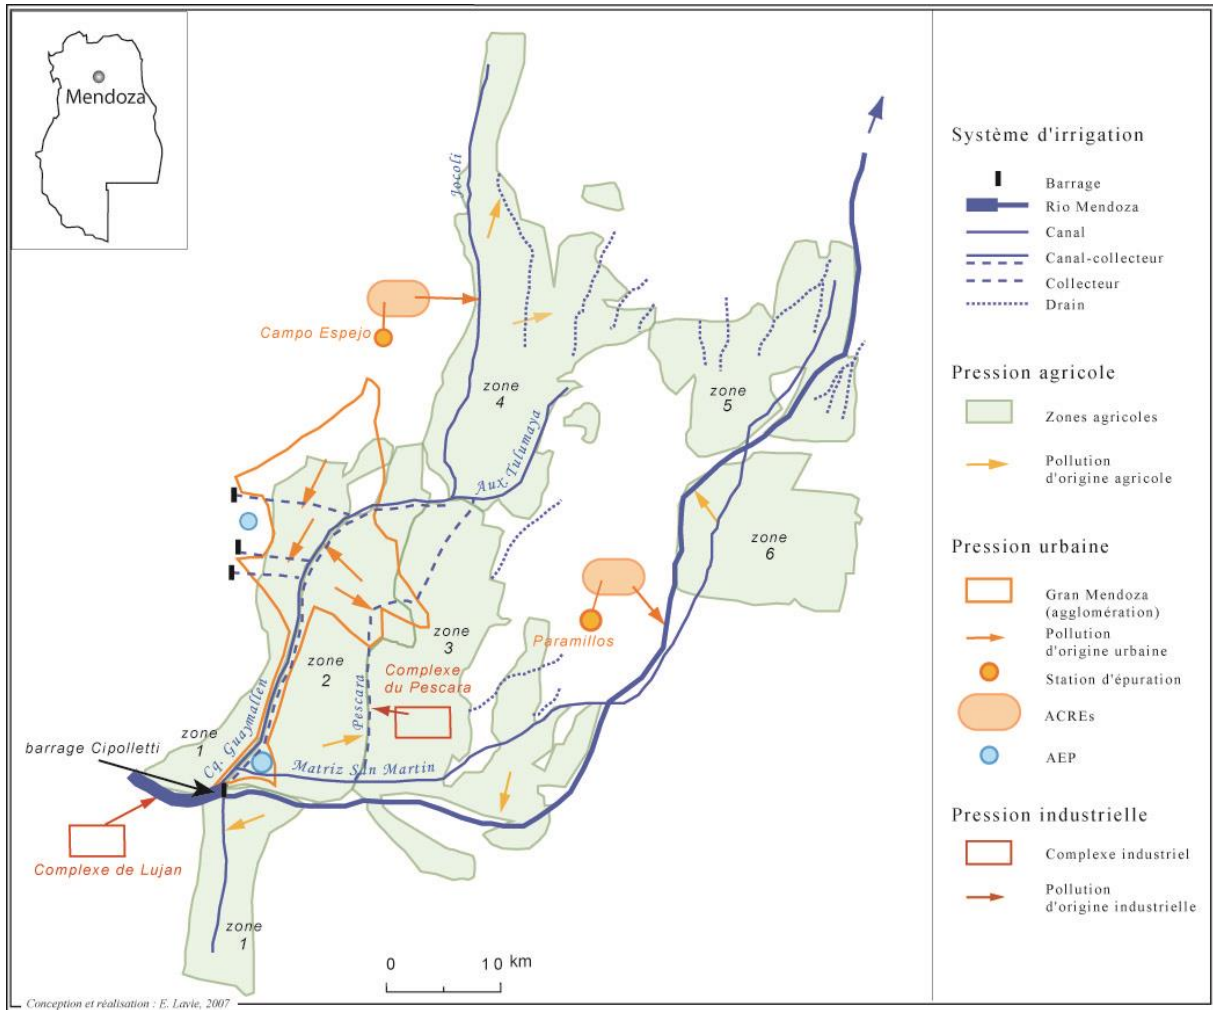 Mendoza
Jocoli
Campo Espejo
zone
4
zone
5
Aux. Tulumaya
zone
6
zone
3
Paramillos
zone
2
Complexe
du Pescara
Pescara
Cq. Guaymallen
zone
1
barrage Cipolletti
Matriz San Martin
Complexe de Lujan
zone
1
0 10 km
Conception et réalisation : E. Lavie, 2007
Système d'irrigation
Barrage
Rio Mendoza
Canal
Canal-collecteur
Collecteur
Drain
Pression agricole
Zones agricoles
Pollution
d'origine agricole
Pression urbaine
Gran Mendoza
(agglomération)
Pollution
d'origine urbaine
Station d'épuration
ACREs
AEP
Pression industrielle
Complexe industriel
Pollution
d'origine industrielle